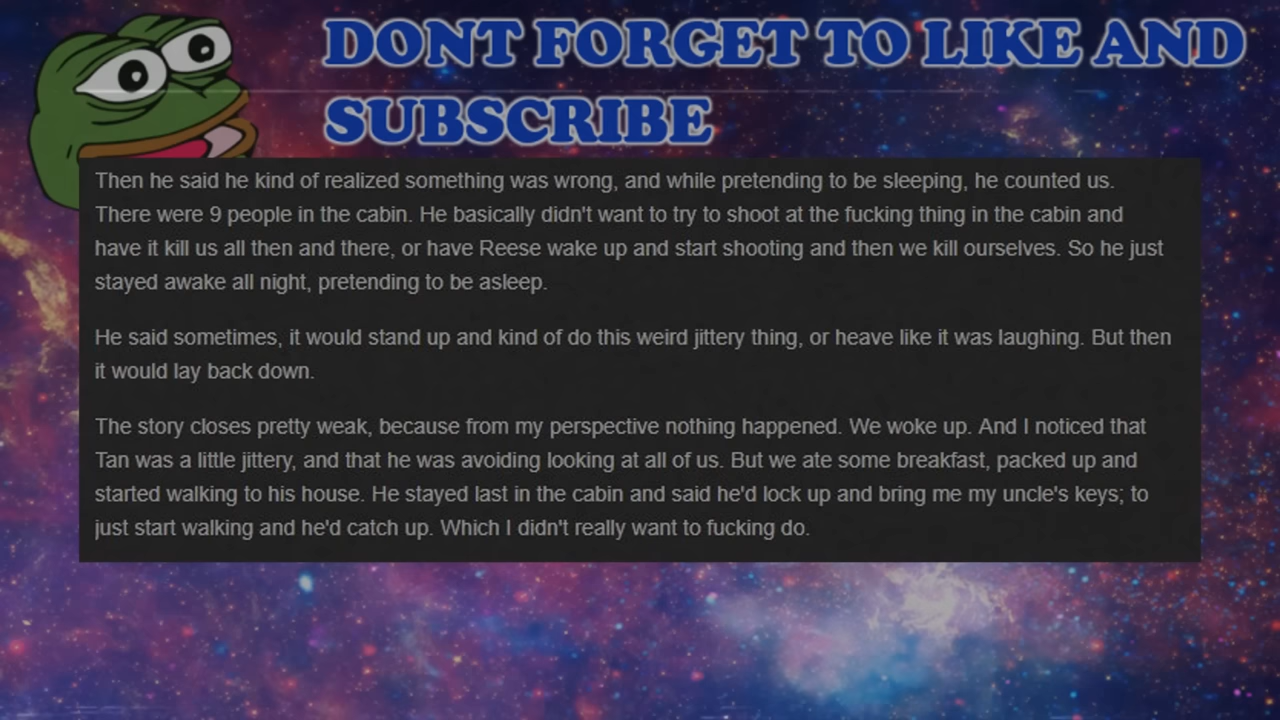 DONT FORGET TO LIKE AND
SUBSCRIBE
Then he said he kind of realized something was wrong, and while pretending to be sleeping, he counted us.
There were 9 people in the cabin. He basically didn't want to try to shoot at the fucking thing in the cabin and
have it kill us all then and there, or have Reese wake up and start shooting and then we kill ourselves. So he just
stayed awake all night, pretending to be asleep.
He said sometimes, it would stand up and kind of do this weird jittery thing, or heave like it was laughing. But then
it would lay back down.
The story closes pretty weak, because from my perspective nothing happened. We woke up. And I noticed that
Tan was a little jittery, and that he was avoiding looking at all of us. But we ate some breakfast, packed up and
started walking to his house. He stayed last in the cabin and said he'd lock up and bring me my uncle's keys; to
just start walking and he'd catch up. Which I didn't really want to fucking do.